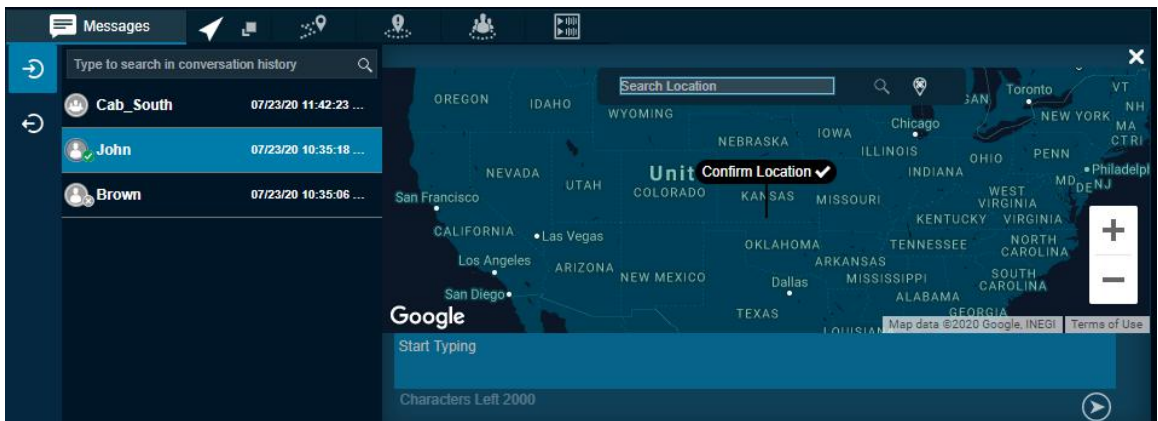 Messages
Type to search in conversation history
Cab_South 07/23/20 11:42:23 ...
John 07/23/20 10:35:18 ...
Brown 07/23/20 10:35:06 ...
Search Location
OREGON
IDAHO
WYOMING
Toronto
VT
NH
NEW YORK
MA
CT RI
Chicago
IOWA
NEBRASKA
ILLINOIS
INDIANA
OHIO
PENN
Philadelp
MD
DE NJ
NEVADA
UTAH
Unit
Confirm Location
COLORADO
KANSAS
MISSOURI
WEST
VIRGINIA
KENTUCKY
VIRGINIA
San Francisco
CALIFORNIA
Las Vegas
OKLAHOMA
TENNESSEE
NORTH
CAROLINA
Los Angeles
ARIZONA
NEW MEXICO
ARKANSAS
Dallas
MISSISSIPPI
SOUTH
CAROLINA
San Diego
ALABAMA
TEXAS
GEORGIA
Google
Map data ©2020 Google, INEGI
Terms of Use
Start Typing
Characters Left 2000